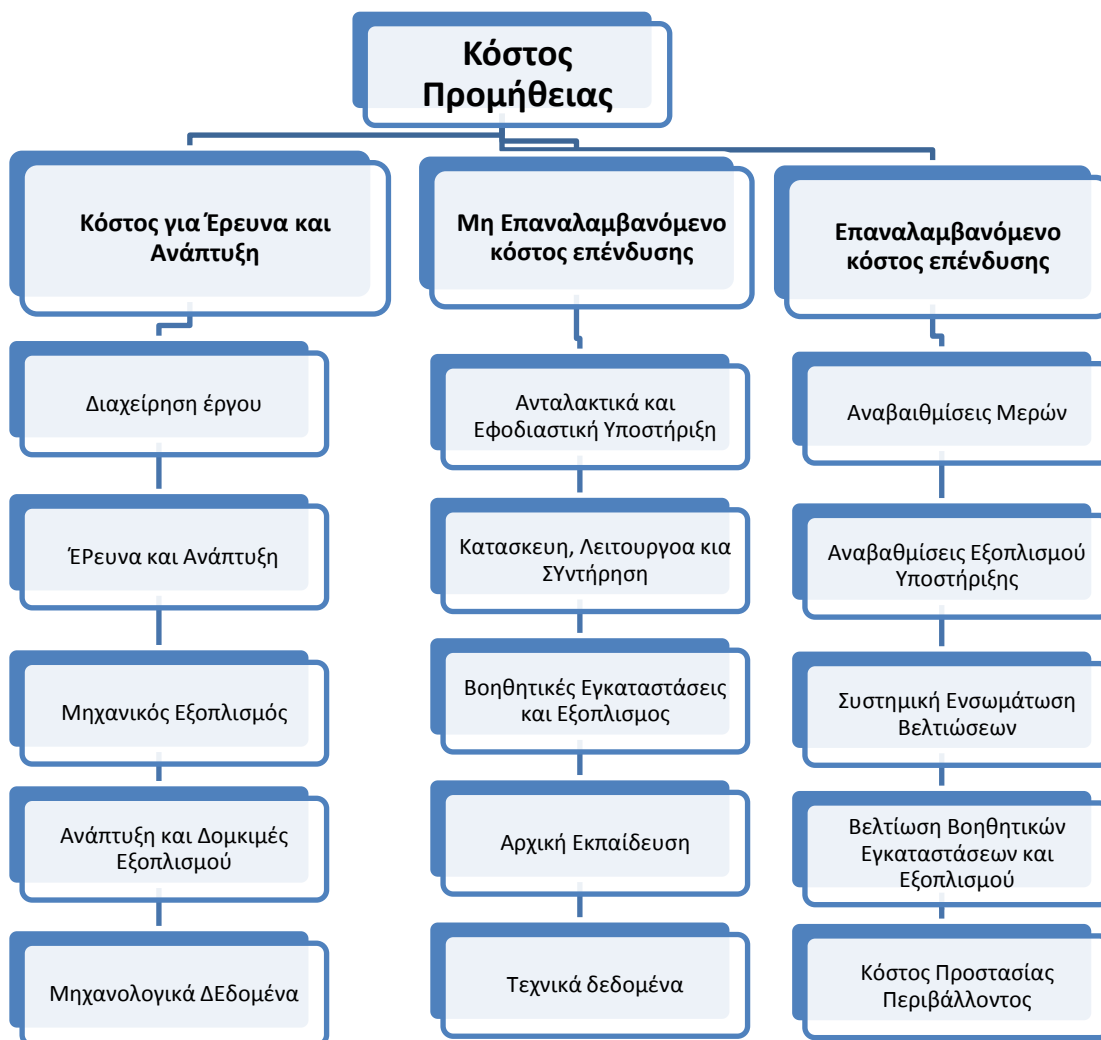 Κόστος
Προμήθειας
Κόστος για Έρευνα και
Ανάπτυξη
Διαχείρηση έργου
ΈΡευνα και Ανάπτυξη
Μηχανικός Εξοπλισμός
Ανάπτυξη και Δομκιμές
Εξοπλισμού
Μηχανολογικά ΔΕδομένα
Μη Επαναλαμβανόμενο
κόστος επένδυσης
Ανταλακτικά και
Εφοδιαστική Υποστήριξη
Κατασκευη, Λειτουργοα κια
ΣΥντήρηση
Βοηθητικές Εγκαταστάσεις
και Εξοπλισμος
Αρχική Εκπαίδευση
Τεχνικά δεδομένα
Επαναλαμβανόμενο
κόστος επένδυσης
Αναβαιθμίσεις Μερών
Αναβαθμίσεις Εξοπλισμού
Υποστήριξης
Συστημική Ενσωμάτωση
Βελτιώσεων
Βελτίωση Βοηθητικών
Εγκαταστάσεων και
Εξοπλισμού
Κόστος Προστασίας
Περιβάλλοντος